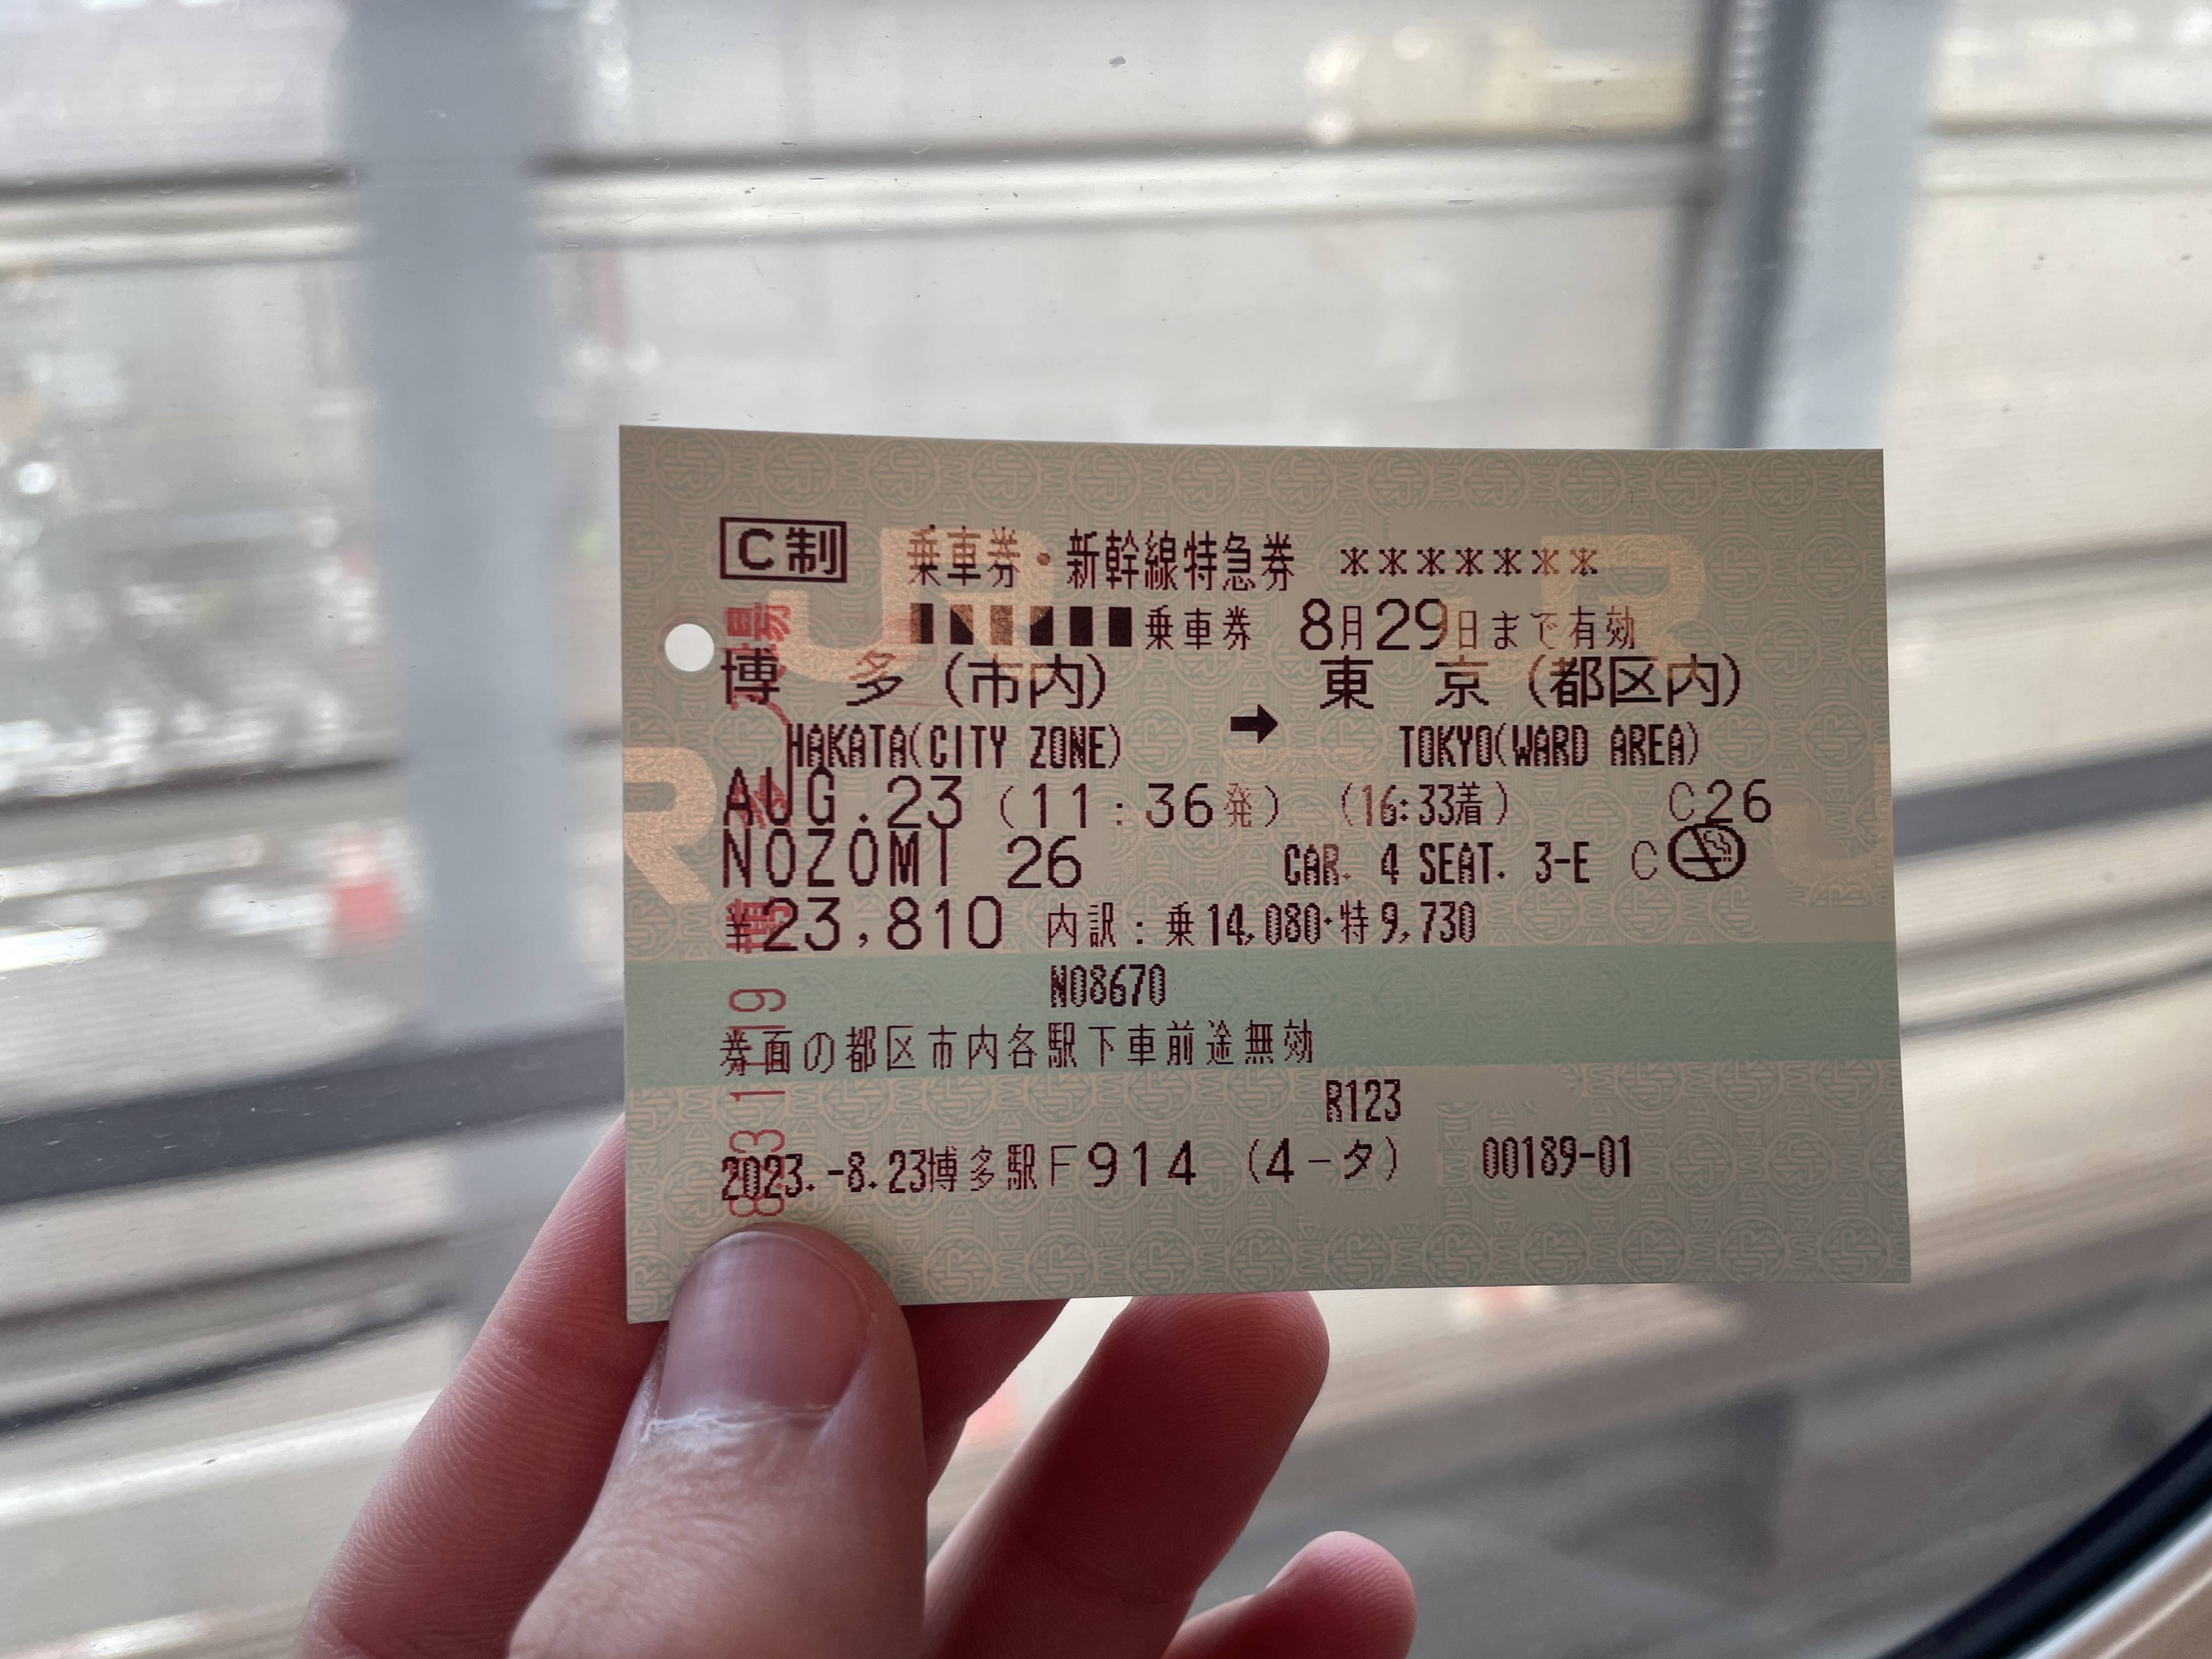 C制 乗車券・新幹線特急券 *******
乗車券 8月29日まで有効
博多(市内) ➡ 東京(都区内)
HAKATA(CITY ZONE) TOKYO(WARD AREA)
AUG.23 (11:36発) (16:33着) C26
NOZOMI 26 CAR. 4 SEAT. 3-E C
¥23,810 内訳:乗14,080・特9,730
N08670
券面の都区市内各駅下車前途無効
R123
2023.-8.23博多駅F914 (4-タ) 00189-01
JR
JR